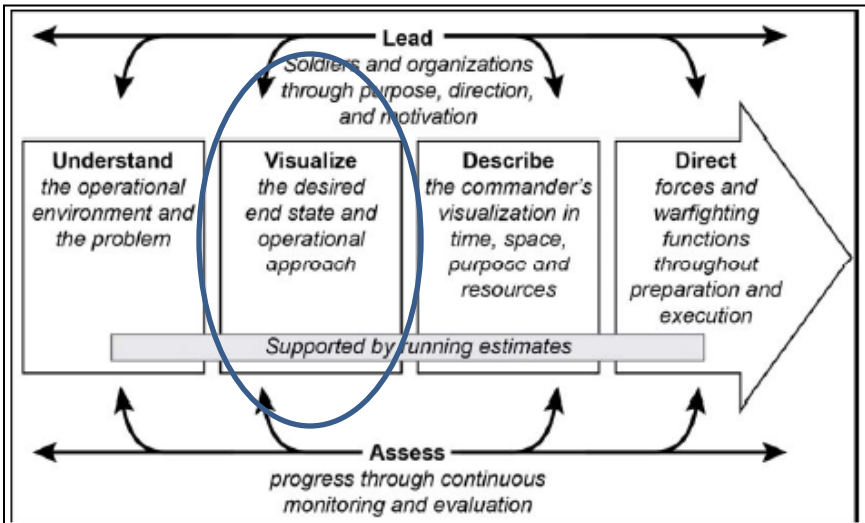 Lead
Soldiers and organizations
through purpose, direction,
and motivation
Understand
the operational
environment and
the problem
Visualize
the desired
end state and
operational
approach
Describe
the commander's
visualization in
time, space,
purpose and
resources
Direct
forces and
warfighting
functions
throughout
preparation and
execution
Supported by running estimates
Assess
progress through continuous
monitoring and evaluation